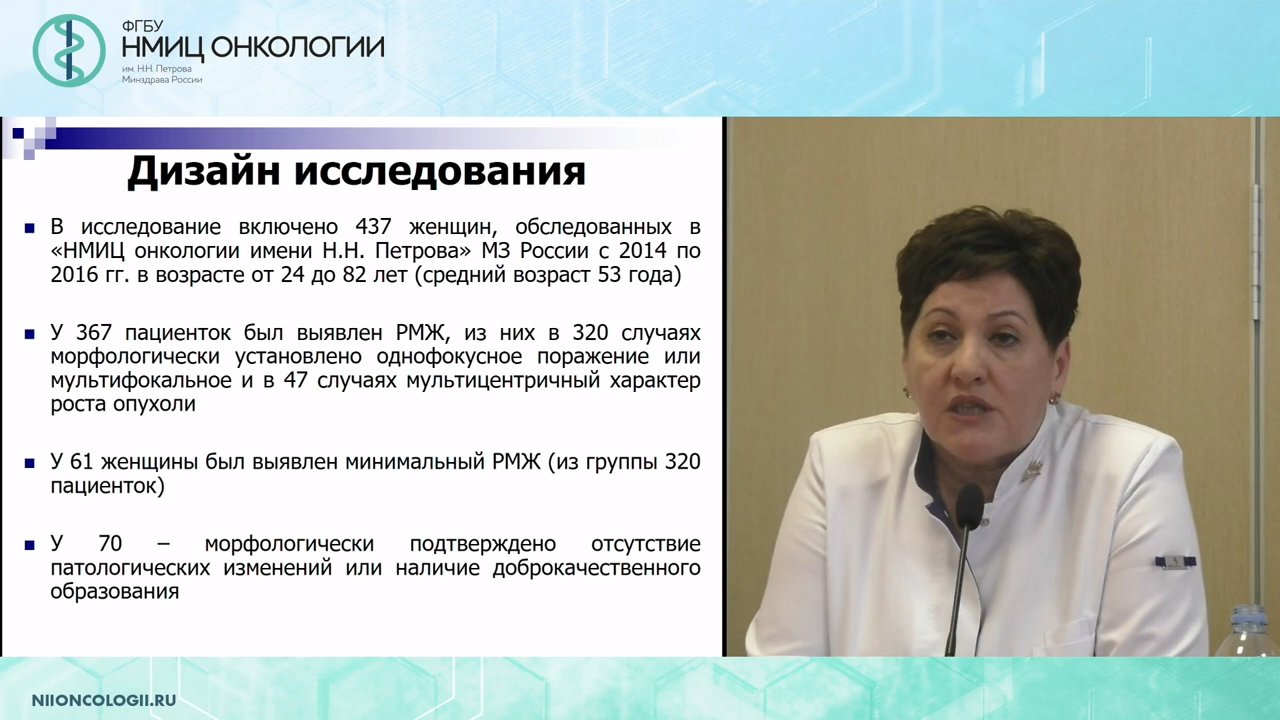 ФГБУ
НМИЦ ОНКОЛОГИИ
им. Н.Н. Петрова
Минздрава России
Дизайн исследования
В исследование включено 437 женщин, обследованных в
«НМИЦ онкологии имени Н.Н. Петрова» МЗ России с 2014 по
2016 гг. в возрасте от 24 до 82 лет (средний возраст 53 года)
У 367 пациенток был выявлен РМЖ, из них в 320 случаях
морфологически установлено однофокусное поражение или
мультифокальное и в 47 случаях мультицентричный характер
роста опухоли
У 61 женщины был выявлен минимальный РМЖ (из группы 320
пациенток)
У 70 – морфологически подтверждено отсутствие
патологических изменений или наличие доброкачественного
образования
NIIONCOLOGII.RU